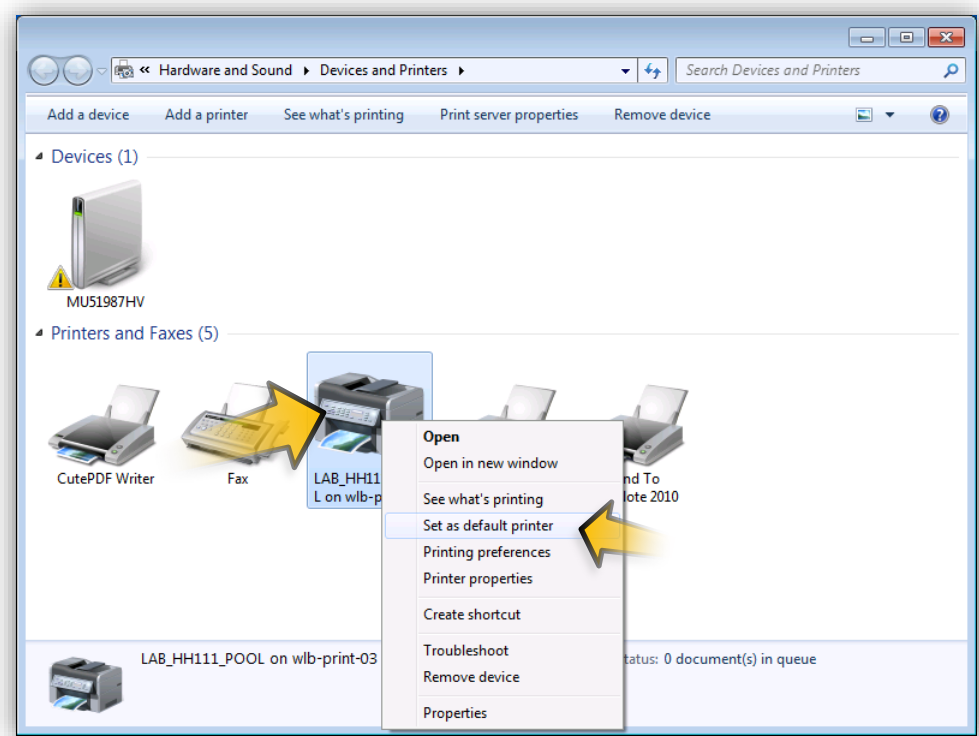 « Hardware and Sound ▸ Devices and Printers ▸ Search Devices and Printers
Add a device Add a printer See what's printing Print server properties Remove device
Devices (1)
MU51987HV
Printers and Faxes (5)
CutePDF Writer
Fax
LAB_HH11
L on wlb-p
nd To
lote 2010
Open
Open in new window
See what's printing
Set as default printer
Printing preferences
Printer properties
Create shortcut
Troubleshoot
Remove device
Properties
LAB_HH111_POOL on wlb-print-03 tatus: 0 document(s) in queue